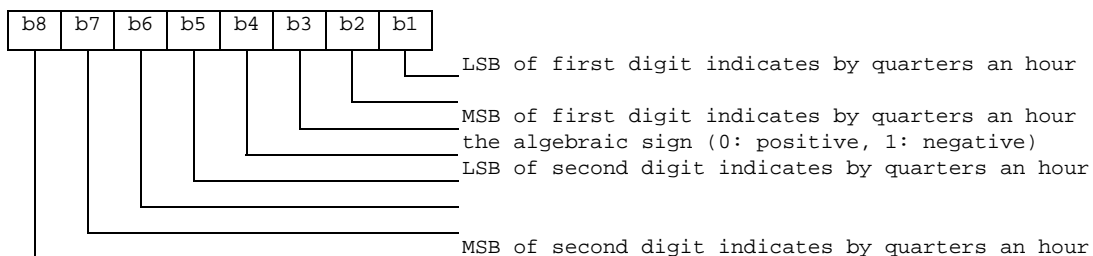 b8 b7 b6 b5 b4 b3 b2 b1
LSB of first digit indicates by quarters an hour
MSB of first digit indicates by quarters an hour
the algebraic sign (0: positive, 1: negative)
LSB of second digit indicates by quarters an hour
MSB of second digit indicates by quarters an hour